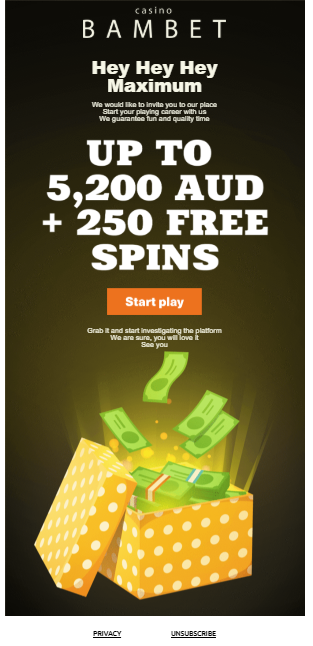 casino
BAMBET
Hey Hey Hey
Maximum
We would like to invite you to our place
Start your playing career with us
We guarantee fun and quality time
UP TO
5,200 AUD
+ 250 FREE
SPINS
Start play
Grab it and start investigating the platform
We are sure, you will love it
See you
PRIVACY UNSUBSCRIBE